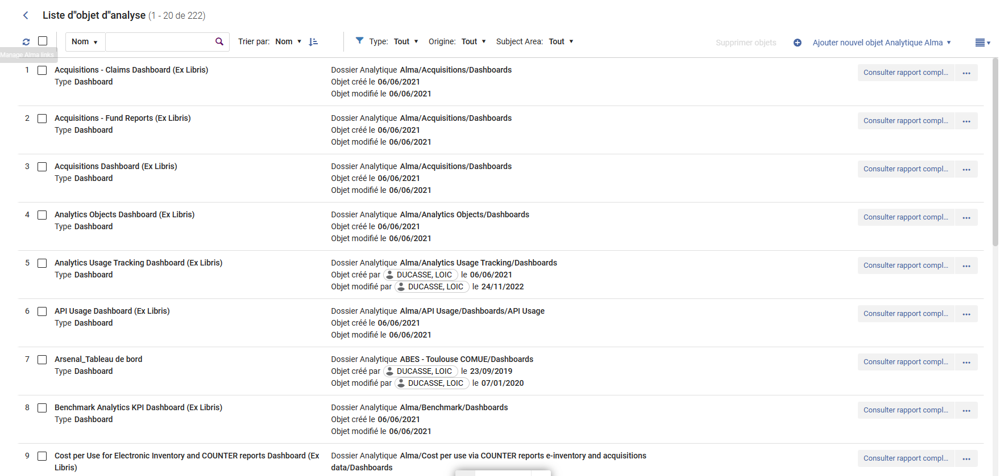 Liste d"objet d"analyse (1 - 20 de 222)
Nom Trier par: Nom Type: Tout Origine: Tout Subject Area: Tout Supprimer objets Ajouter nouvel objet Analytique Alma
Manage Alma links
1 Acquisitions - Claims Dashboard (Ex Libris) Dossier Analytique Alma/Acquisitions/Dashboards Consulter rapport compl... ...
Type Dashboard Objet créé le 06/06/2021
Objet modifié le 06/06/2021
2 Acquisitions - Fund Reports (Ex Libris) Dossier Analytique Alma/Acquisitions/Dashboards Consulter rapport compl... ...
Type Dashboard Objet créé le 06/06/2021
Objet modifié le 06/06/2021
3 Acquisitions Dashboard (Ex Libris) Dossier Analytique Alma/Acquisitions/Dashboards Consulter rapport compl... ...
Type Dashboard Objet créé le 06/06/2021
Objet modifié le 06/06/2021
4 Analytics Objects Dashboard (Ex Libris) Dossier Analytique Alma/Analytics Objects/Dashboards Consulter rapport compl... ...
Type Dashboard Objet créé le 06/06/2021
Objet modifié le 06/06/2021
5 Analytics Usage Tracking Dashboard (Ex Libris) Dossier Analytique Alma/Analytics Usage Tracking/Dashboards Consulter rapport compl... ...
Type Dashboard Objet créé par DUCASSE, LOIC le 06/06/2021
Objet modifié par DUCASSE, LOIC le 24/11/2022
6 API Usage Dashboard (Ex Libris) Dossier Analytique Alma/API Usage/Dashboards/API Usage Consulter rapport compl... ...
Type Dashboard Objet créé le 06/06/2021
Objet modifié le 06/06/2021
7 Arsenal_Tableau de bord Dossier Analytique ABES - Toulouse COMUE/Dashboards Consulter rapport compl... ...
Type Dashboard Objet créé par DUCASSE, LOIC le 23/09/2019
Objet modifié par DUCASSE, LOIC le 07/01/2020
8 Benchmark Analytics KPI Dashboard (Ex Libris) Dossier Analytique Alma/Benchmark/Dashboards Consulter rapport compl... ...
Type Dashboard Objet créé le 06/06/2021
Objet modifié le 06/06/2021
9 Cost per Use for Electronic Inventory and COUNTER reports Dashboard (Ex Dossier Analytique Alma/Cost per use via COUNTER reports e-inventory and acquisitions Consulter rapport compl... ...
Libris) data/Dashboards